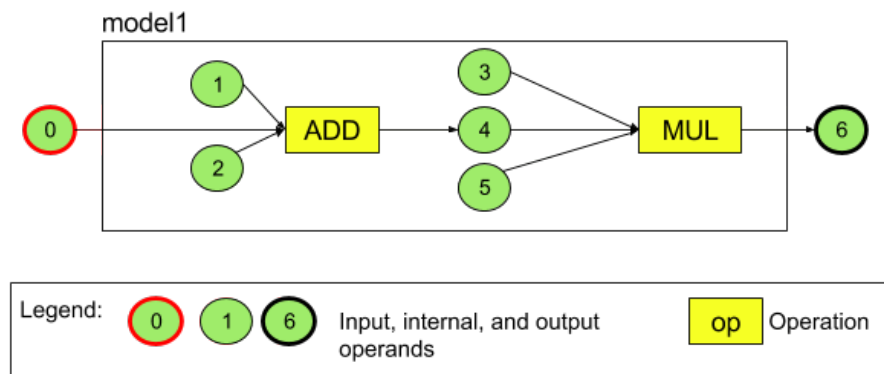 model1
1
3
0
ADD
4
MUL
6
2
5
Legend:
0
1
6
Input, internal, and output
operands
op
Operation